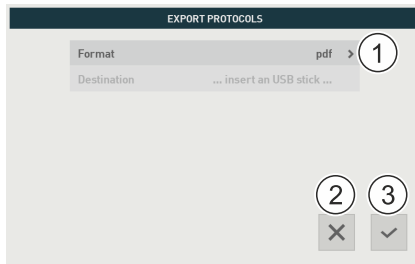 EXPORT PROTOCOLS
Format pdf > 1
Destination ... insert an USB stick ...
2 3